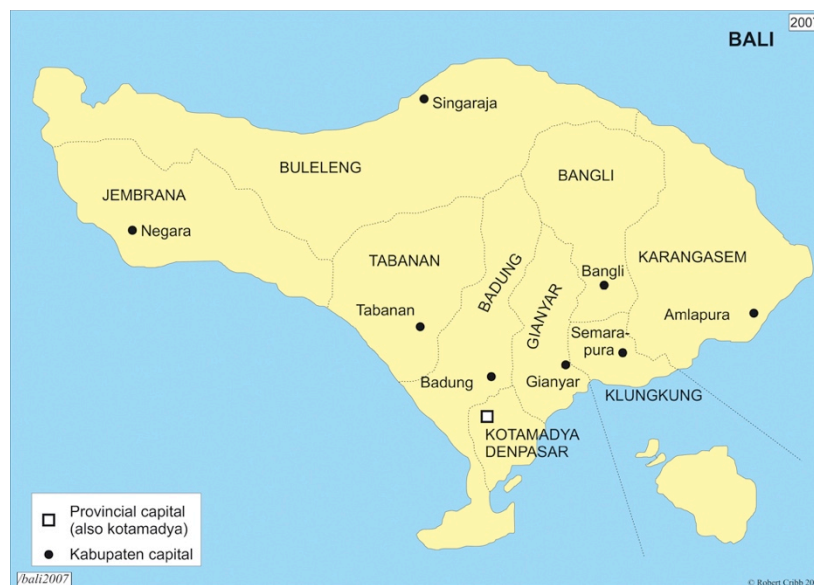 2007
BALI
Singaraja
BULELENG
BANGLI
JEMBRANA
Negara
TABANAN
BADUNG
KARANGASEM
Bangli
GIANYAR
Tabanan
Amlapura
Semara-
pura
Badung
Gianyar
KLUNGKUNG
KOTAMADYA
DENPASAR
Provincial capital
(also kotamadya)
Kabupaten capital
/bali2007
© Robert Cribb 20